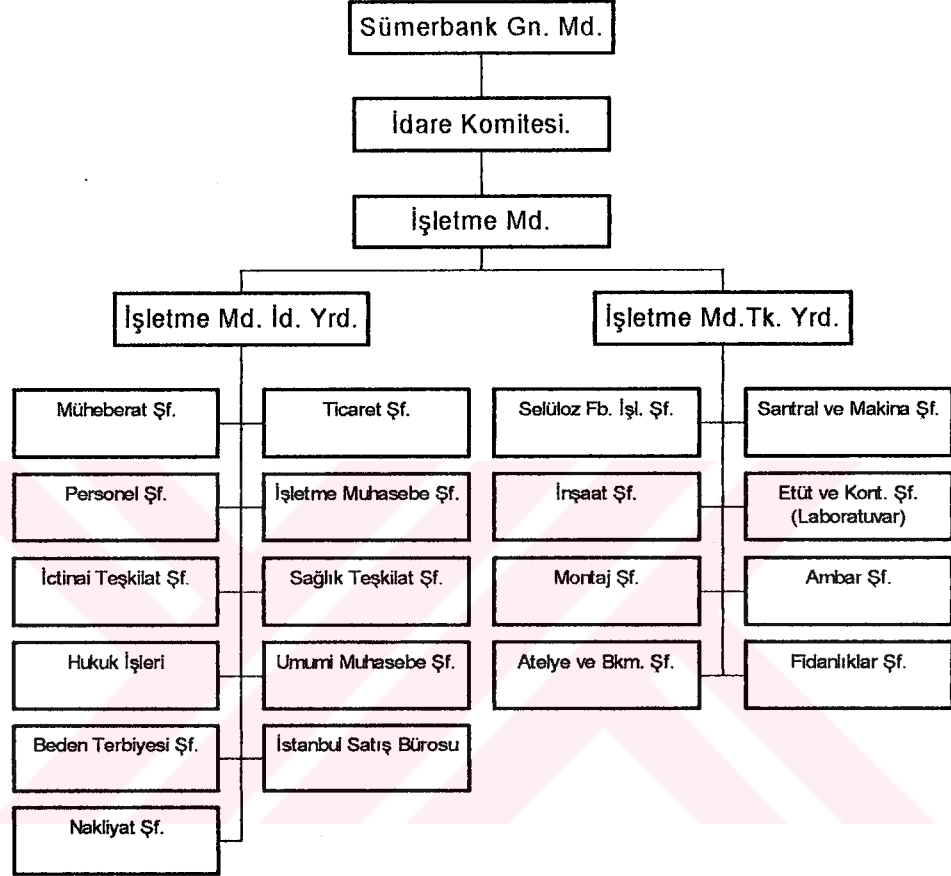 Sümerbank Gn. Md.
İdare Komitesi.
İşletme Md.
İşletme Md. İd. Yrd.
İşletme Md.Tk. Yrd.
Müheberat Şf.
Ticaret Şf.
Selüloz Fb. İşl. Şf.
Santral ve Makina Şf.
Personel Şf.
İşletme Muhasebe Şf.
İnşaat Şf.
Etüt ve Kont. Şf.
(Laboratuvar)
İctinai Teşkilat Şf.
Sağlık Teşkilat Şf.
Montaj Şf.
Ambar Şf.
Hukuk İşleri
Umumi Muhasebe Şf.
Atelye ve Bkm. Şf.
Fidanlıklar Şf.
Beden Terbiyesi Şf.
İstanbul Satış Bürosu
Nakliyat Şf.